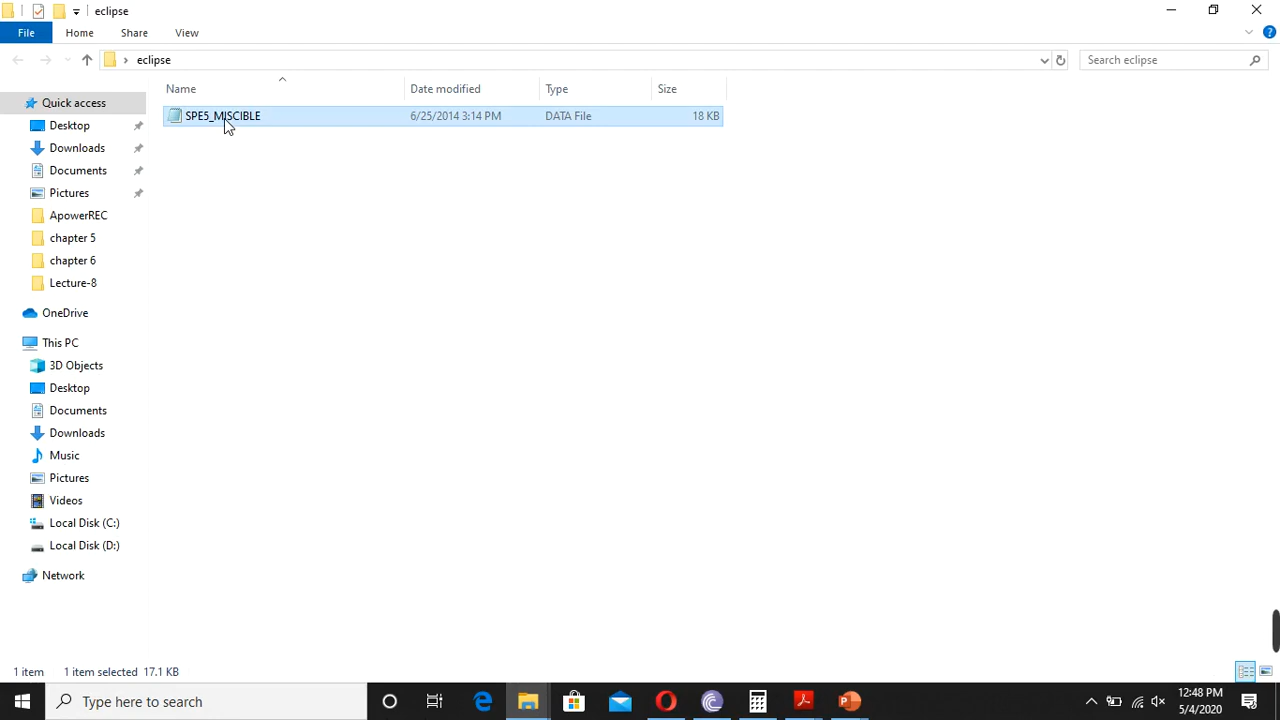 eclipse
File Home Share View
eclipse
Search eclipse
Name Date modified Type Size
SPE5_MISCIBLE 6/25/2014 3:14 PM DATA File 18 KB
Quick access
Desktop
Downloads
Documents
Pictures
ApowerREC
chapter 5
chapter 6
Lecture-8
OneDrive
This PC
3D Objects
Desktop
Documents
Downloads
Music
Pictures
Videos
Local Disk (C:)
Local Disk (D:)
Network
1 item 1 item selected 17.1 KB
Type here to search
12:48 PM
5/4/2020